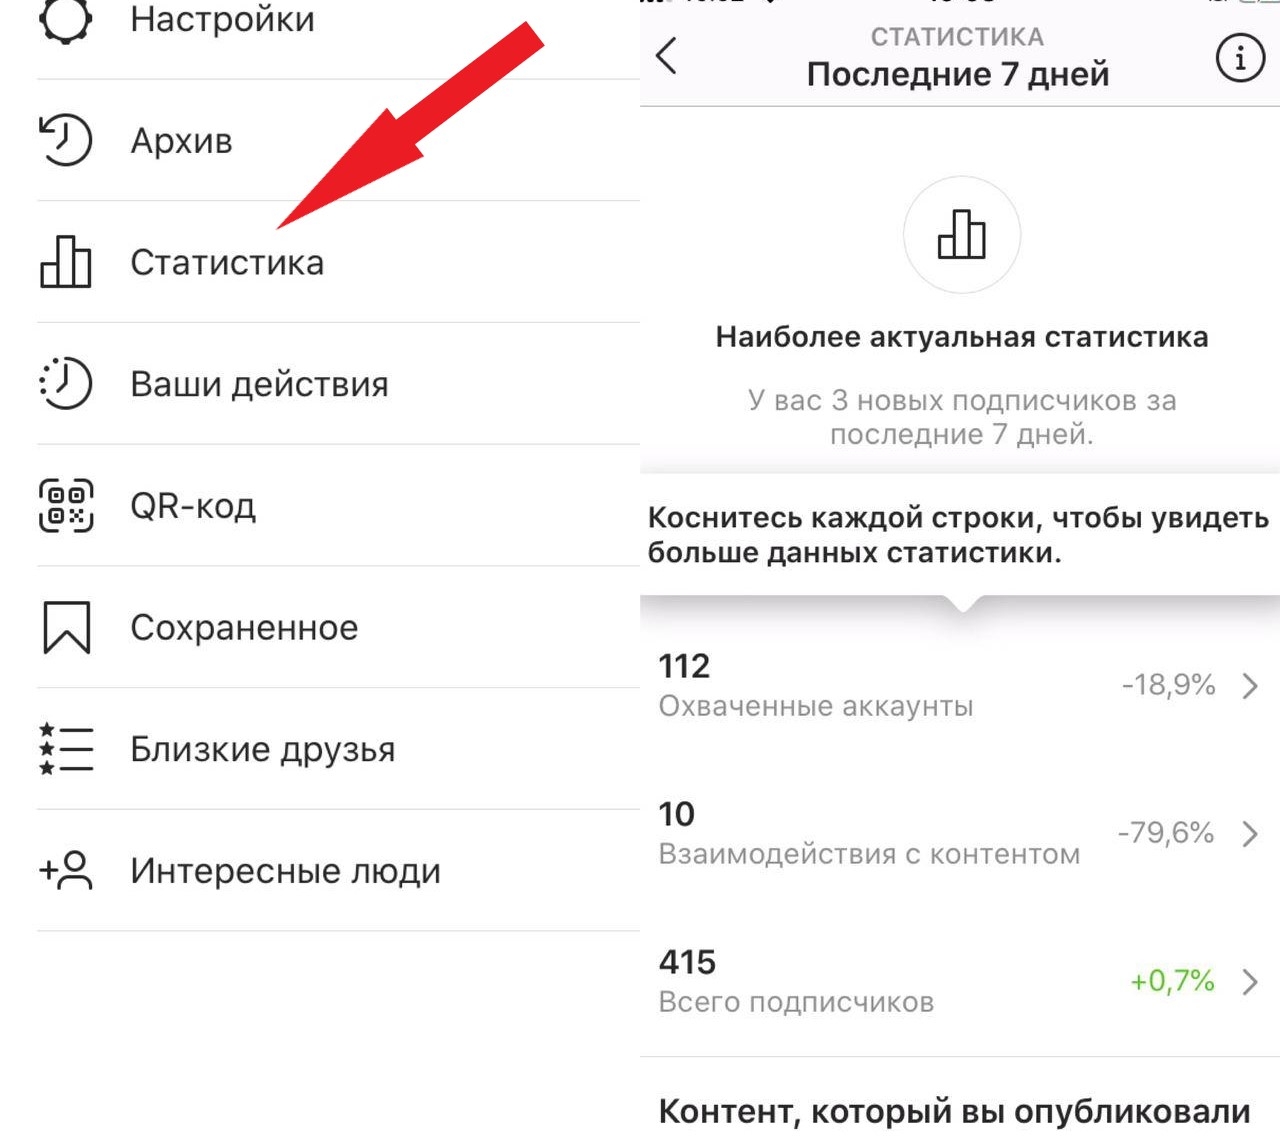 Настройки
Архив
Статистика
Ваши действия
QR-код
Сохраненное
Близкие друзья
Интересные люди
СТАТИСТИКА
Последние 7 дней
Наиболее актуальная статистика
У вас 3 новых подписчиков за
последние 7 дней.
Коснитесь каждой строки, чтобы увидеть
больше данных статистики.
112
Охваченные аккаунты
-18,9%
10
Взаимодействия с контентом
-79,6%
415
Всего подписчиков
+0,7%
Контент, который вы опубликовали